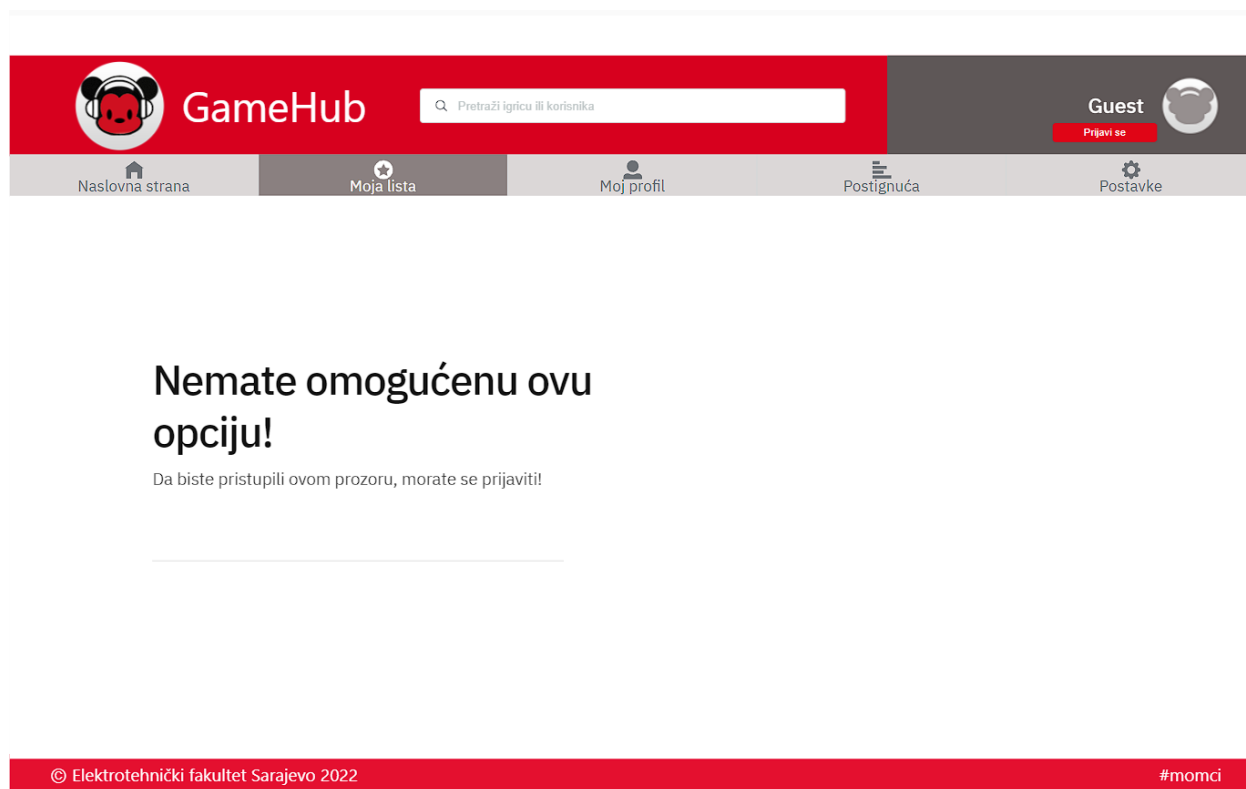 GameHub
Pretraži igricu ili korisnika
Guest
Prijavi se
Naslovna strana
Moja lista
Moj profil
Postignuća
Postavke
Nemate omogućenu ovu
opciju!
Da biste pristupili ovom prozoru, morate se prijaviti!
© Elektrotehnički fakultet Sarajevo 2022
#momci